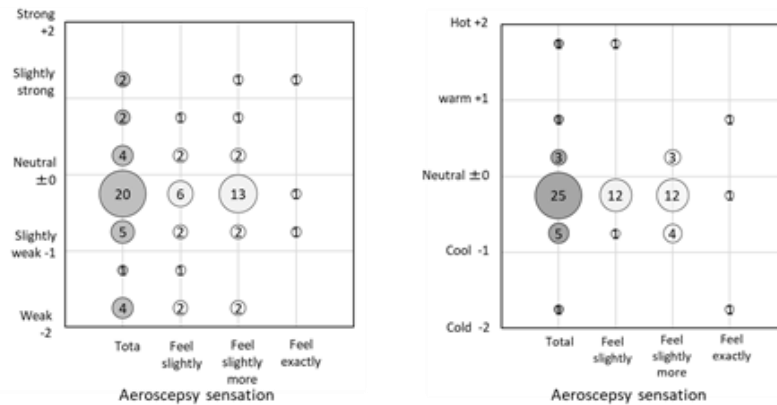 Strong
+2
Slightly
strong
Neutral
±0
Slightly
weak -1
Weak
-2
2 1 1
2 1 1
4 2 2
20 6 13 1
5 2 2 1
1 1
4 2 2
Tota Feel slightly Feel slightly more Feel exactly
Aeroscepsy sensation
Hot +2
warm +1
Neutral ±0
Cool -1
Cold -2
1 1
1 1
3 3
25 12 12 1
5 1 4
1 1
Total Feel slightly Feel slightly more Feel exactly
Aeroscepsy sensation